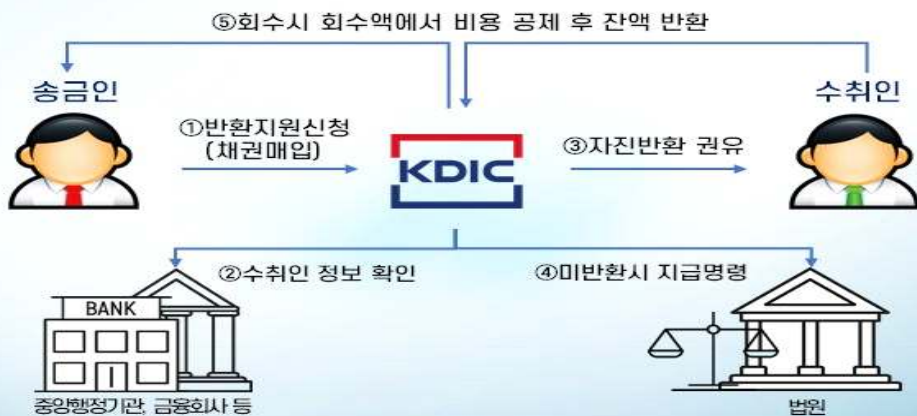 ⑤회수시 회수액에서 비용 공제 후 잔액 반환
송금인
수취인
①반환지원신청
(채권매입)
③자진반환 권유
KDIC
②수취인 정보 확인
④미반환시 지급명령
BANK
중앙행정기관, 금융회사 등
법원